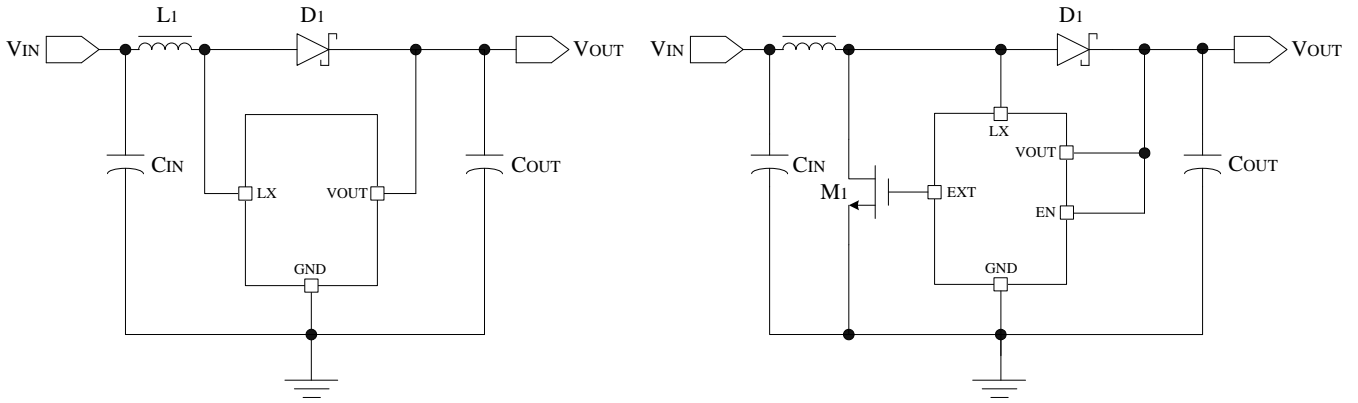 L1
D1
VIN
VOUT
CIN
LX
VOUT
COUT
GND
D1
VIN
VOUT
LX
VOUT
CIN
COUT
M1
EXT
EN
GND